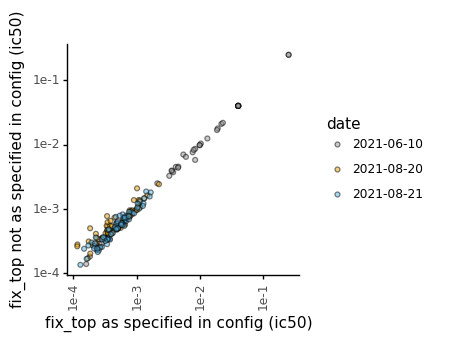 fix_top not as specified in config (ic50)
1e-1
1e-2
1e-3
1e-4
1e-4
1e-3
1e-2
1e-1
fix_top as specified in config (ic50)
date
2021-06-10
2021-08-20
2021-08-21